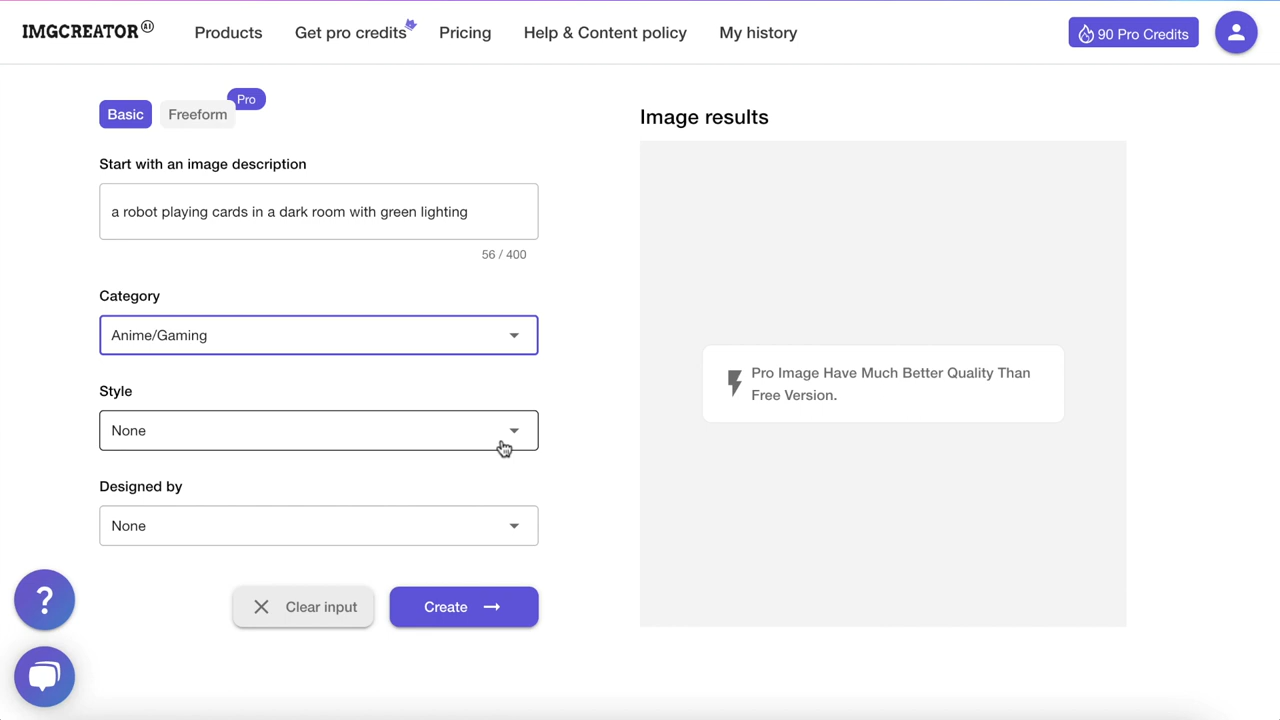 IMGCREATOR AI
Products
Get pro credits
Pricing
Help & Content policy
My history
90 Pro Credits
Basic
Freeform
Pro
Start with an image description
a robot playing cards in a dark room with green lighting
56 / 400
Category
Anime/Gaming
Style
None
Designed by
None
Clear input
Create
?
Image results
Pro Image Have Much Better Quality Than
Free Version.